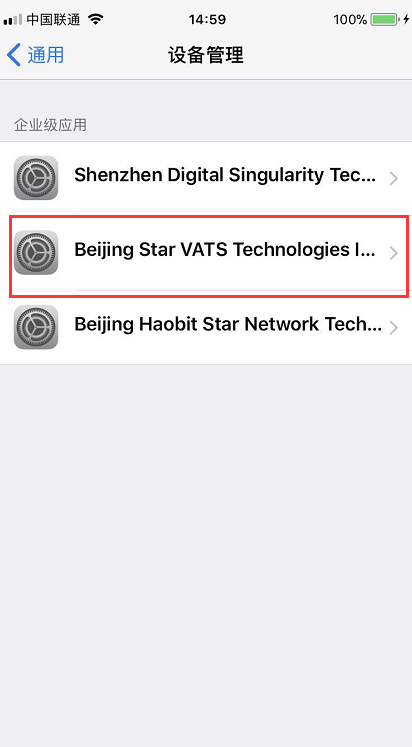 中国联通 14:59 100%
通用 设备管理
企业级应用
Shenzhen Digital Singularity Tec...
Beijing Star VATS Technologies I...
Beijing Haobit Star Network Tech...